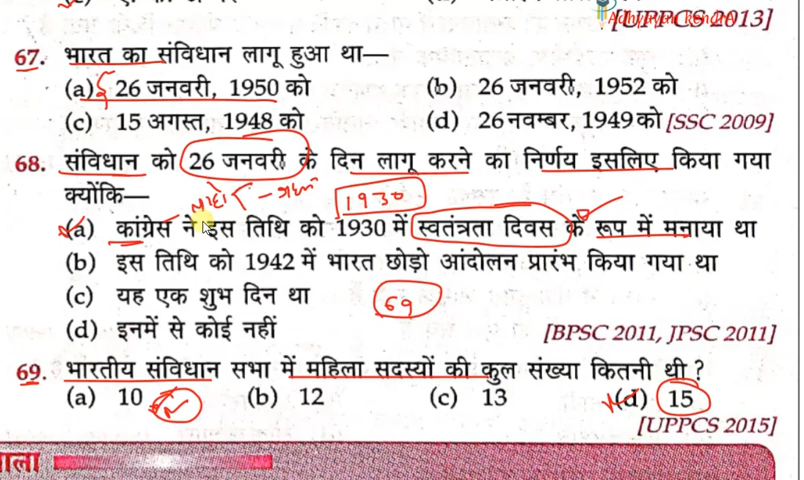 [UPPCS 2013]
67. भारत का संविधान लागू हुआ था—
(a) 26 जनवरी, 1950 को (b) 26 जनवरी, 1952 को
(c) 15 अगस्त, 1948 को (d) 26 नवम्बर, 1949 को [SSC 2009]
68. संविधान को 26 जनवरी के दिन लागू करने का निर्णय इसलिए किया गया
क्योंकि—
1930
(a) कांग्रेस ने इस तिथि को 1930 में स्वतंत्रता दिवस के रूप में मनाया था
(b) इस तिथि को 1942 में भारत छोड़ो आंदोलन प्रारंभ किया गया था
(c) यह एक शुभ दिन था 69
(d) इनमें से कोई नहीं [BPSC 2011, JPSC 2011]
69. भारतीय संविधान सभा में महिला सदस्यों की कुल संख्या कितनी थी ?
(a) 10 (b) 12 (c) 13 (d) 15
[UPPCS 2015]
ाला